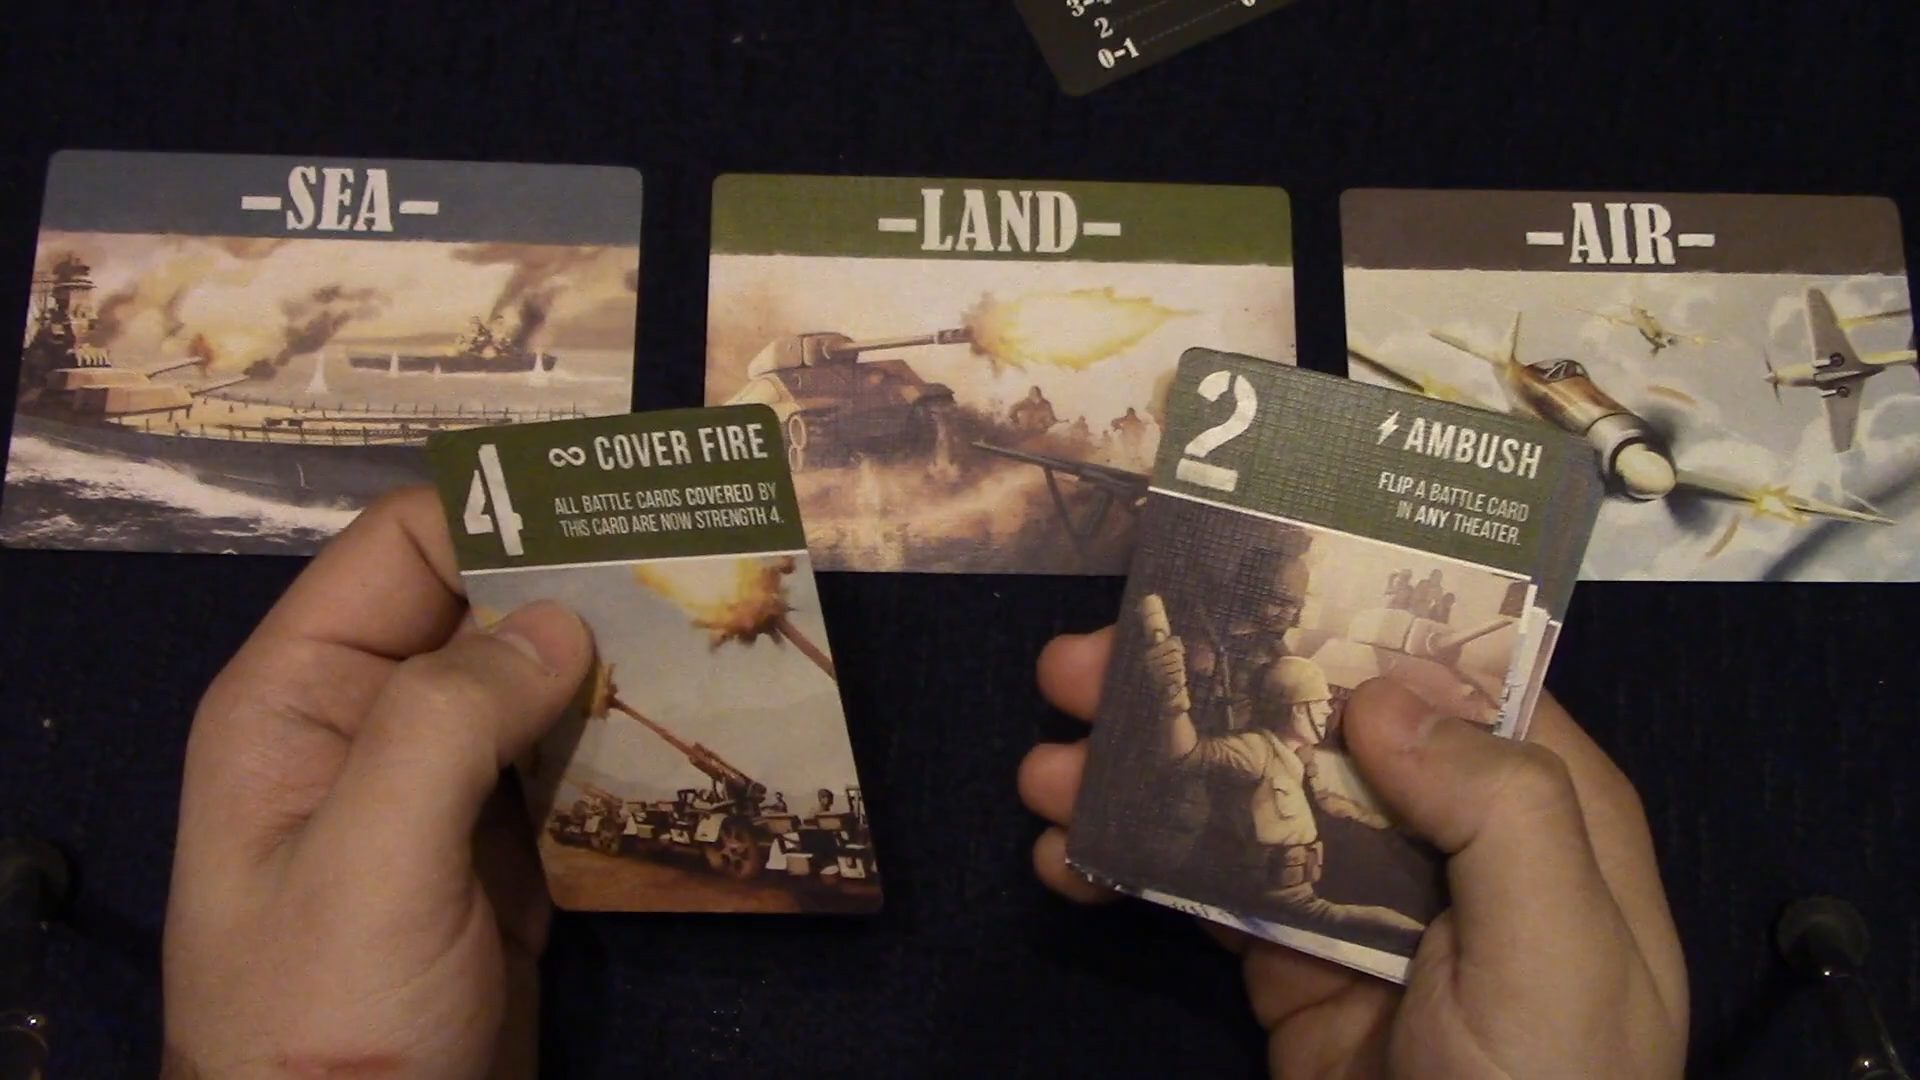 2
0-1
-SEA-
-LAND-
-AIR-
4
∞ COVER FIRE
ALL BATTLE CARDS COVERED BY
THIS CARD ARE NOW STRENGTH 4.
2
AMBUSH
FLIP A BATTLE CARD
IN ANY THEATER.